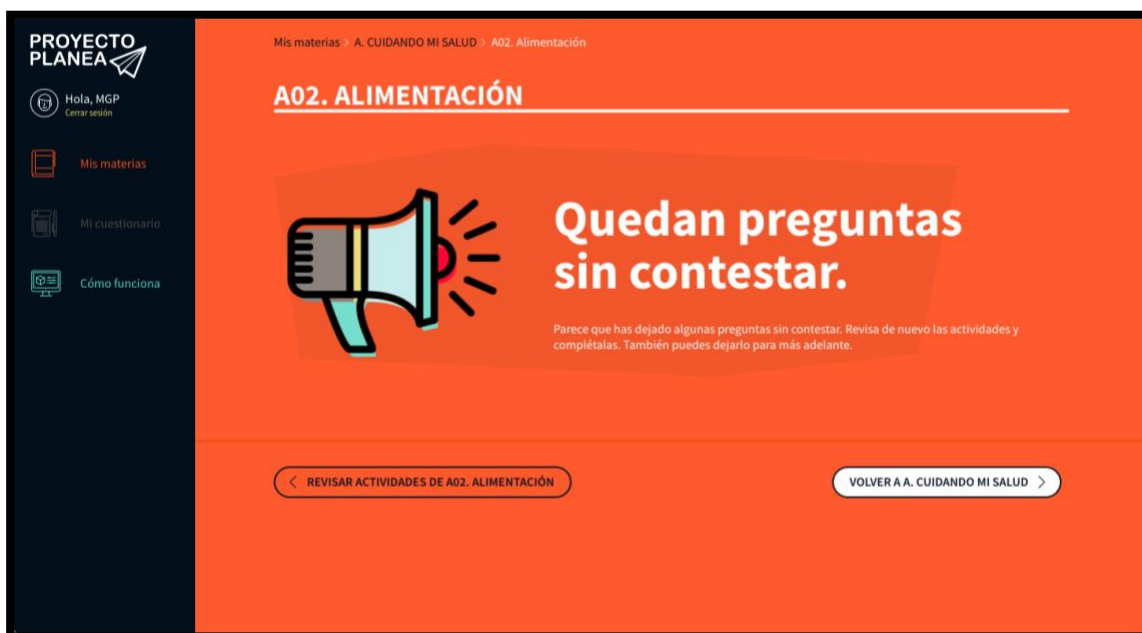 PROYECTO
PLANEA
Hola, MGP
Cerrar sesión
Mis materias
Mi cuestionario
Cómo funciona
Mis materias > A. CUIDANDO MI SALUD > A02. Alimentación
A02. ALIMENTACIÓN
Quedan preguntas
sin contestar.
Parece que has dejado algunas preguntas sin contestar. Revisa de nuevo las actividades y
complétalas. También puedes dejarlo para más adelante.
< REVISAR ACTIVIDADES DE A02. ALIMENTACIÓN
VOLVER A A. CUIDANDO MI SALUD >